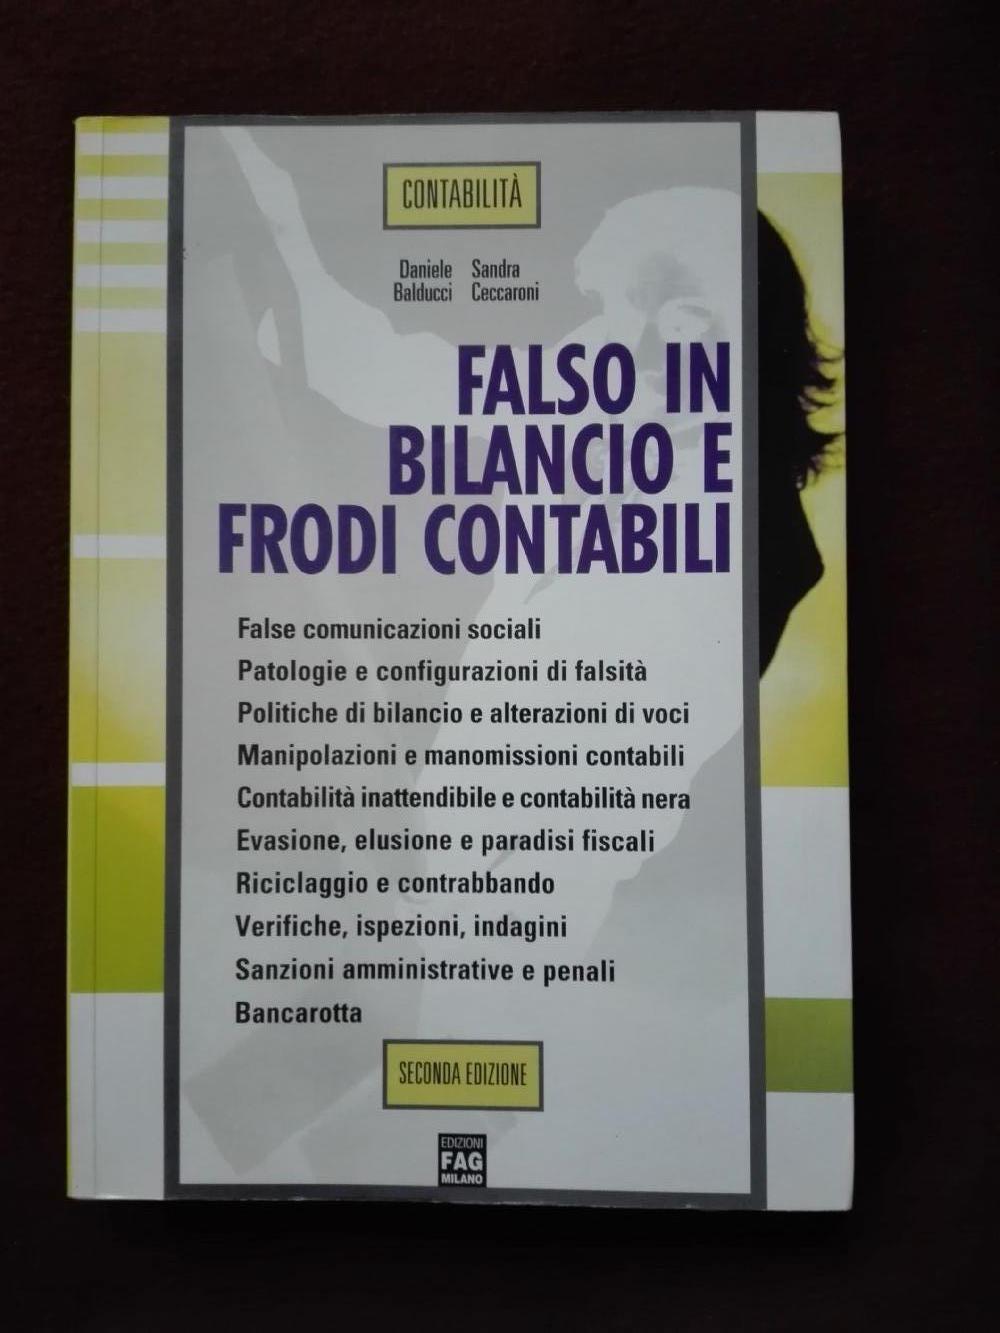 CONTABILITÀ
Daniele Sandra
Balducci Ceccaroni
FALSO IN
BILANCIO E
FRODI CONTABILI
False comunicazioni sociali
Patologie e configurazioni di falsità
Politiche di bilancio e alterazioni di voci
Manipolazioni e manomissioni contabili
Contabilità inattendibile e contabilità nera
Evasione, elusione e paradisi fiscali
Riciclaggio e contrabbando
Verifiche, ispezioni, indagini
Sanzioni amministrative e penali
Bancarotta
SECONDA EDIZIONE
EDIZIONI
FAG
MILANO